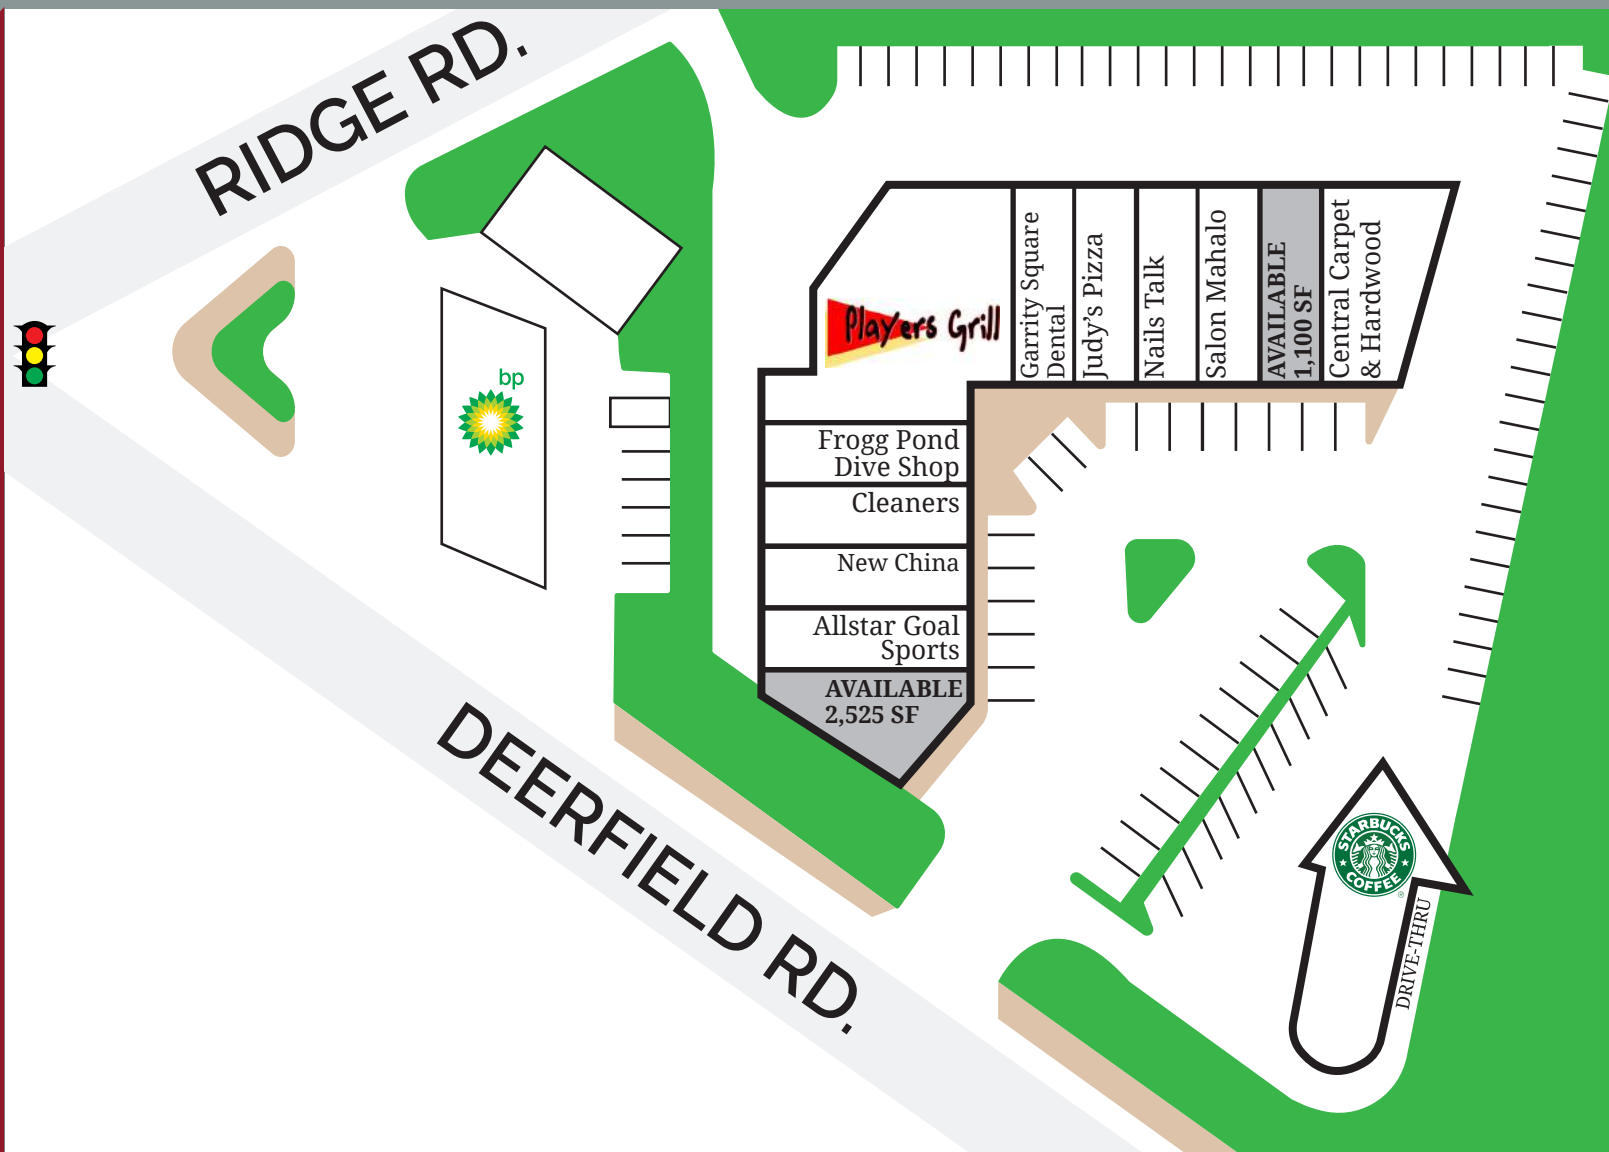 RIDGE RD.
bp
Players Grill
Garrity Square
Dental
Judy's Pizza
Nails Talk
Salon Mahalo
AVAILABLE
1,100 SF
Central Carpet
& Hardwood
Frogg Pond
Dive Shop
Cleaners
New China
Allstar Goal
Sports
AVAILABLE
2,525 SF
DEERFIELD RD.
STARBUCKS
COFFEE
®
DRIVE-THRU